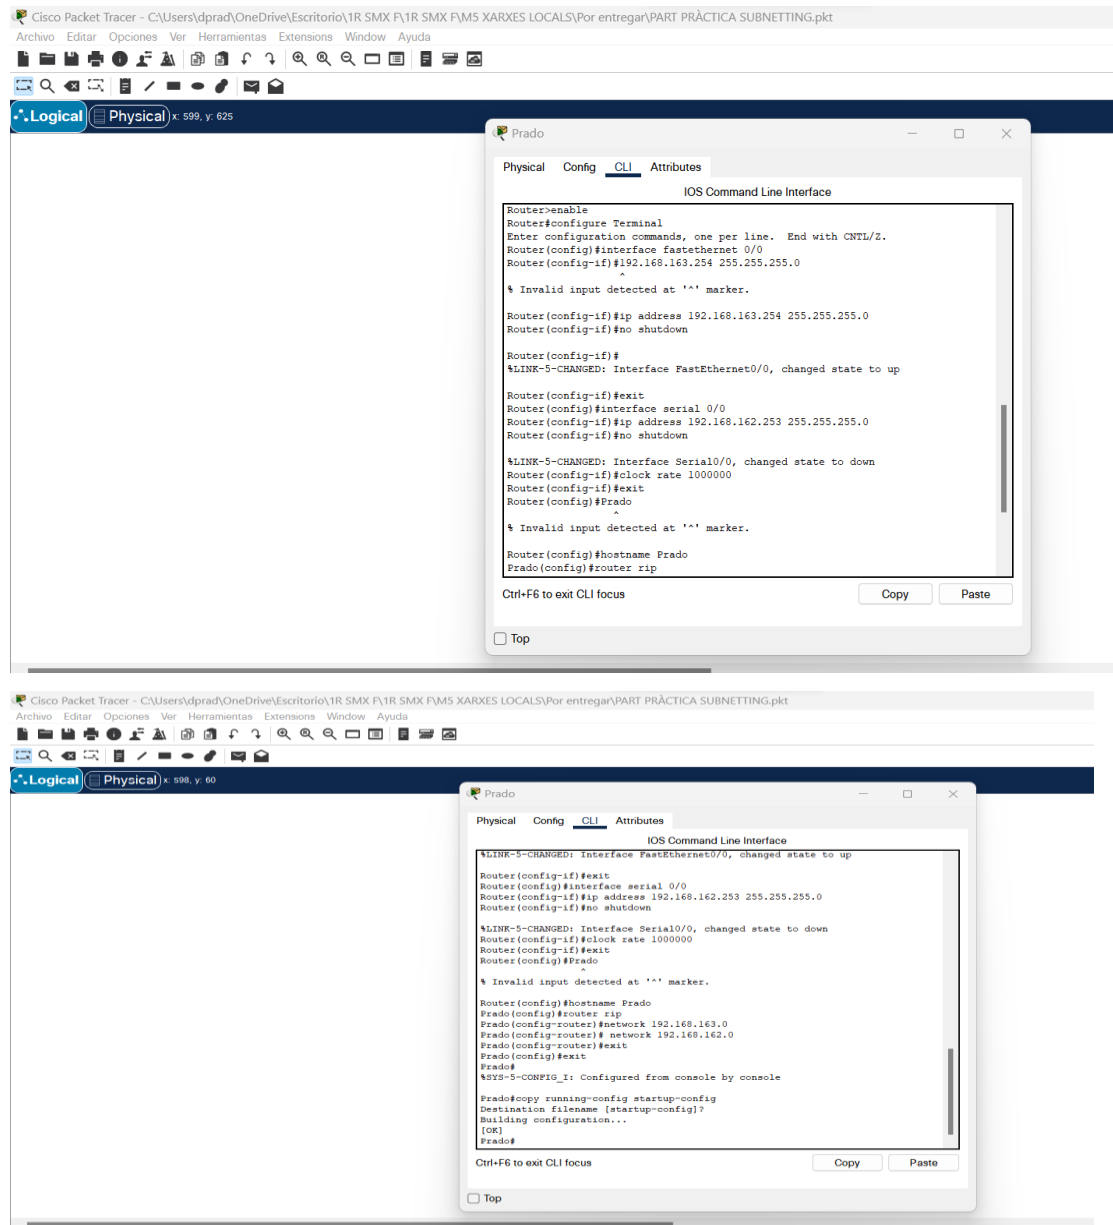 Cisco Packet Tracer - C:\Users\dprad\OneDrive\Escritorio\1R SMX F\1R SMX F\M5 XARXES LOCALS\Por entregar\PART PRÀCTICA SUBNETTING.pkt
Archivo Editar Opciones Ver Herramientas Extensions Window Ayuda
Logical Physical x: 599, y: 625
Prado
Physical Config CLI Attributes
IOS Command Line Interface
Router>enable
Router#configure Terminal
Enter configuration commands, one per line.  End with CNTL/Z.
Router(config)#interface fastethernet 0/0
Router(config-if)#192.168.163.254 255.255.255.0
^
% Invalid input detected at '^' marker.
Router(config-if)#ip address 192.168.163.254 255.255.255.0
Router(config-if)#no shutdown
Router(config-if)#
%LINK-5-CHANGED: Interface FastEthernet0/0, changed state to up
Router(config-if)#exit
Router(config)#interface serial 0/0
Router(config-if)#ip address 192.168.162.253 255.255.255.0
Router(config-if)#no shutdown
%LINK-5-CHANGED: Interface Serial0/0, changed state to down
Router(config-if)#clock rate 1000000
Router(config-if)#exit
Router(config)#Prado
^
% Invalid input detected at '^' marker.
Router(config)#hostname Prado
Prado(config)#router rip
Ctrl+F6 to exit CLI focus Copy Paste
Top
Cisco Packet Tracer - C:\Users\dprad\OneDrive\Escritorio\1R SMX F\1R SMX F\M5 XARXES LOCALS\Por entregar\PART PRÀCTICA SUBNETTING.pkt
Archivo Editar Opciones Ver Herramientas Extensions Window Ayuda
Logical Physical x: 598, y: 60
Prado
Physical Config CLI Attributes
IOS Command Line Interface
%LINK-5-CHANGED: Interface FastEthernet0/0, changed state to up
Router(config-if)#exit
Router(config)#interface serial 0/0
Router(config-if)#ip address 192.168.162.253 255.255.255.0
Router(config-if)#no shutdown
%LINK-5-CHANGED: Interface Serial0/0, changed state to down
Router(config-if)#clock rate 1000000
Router(config-if)#exit
Router(config)#Prado
^
% Invalid input detected at '^' marker.
Router(config)#hostname Prado
Prado(config)#router rip
Prado(config-router)#network 192.168.163.0
Prado(config-router)# network 192.168.162.0
Prado(config-router)#exit
Prado(config)#exit
Prado#
%SYS-5-CONFIG_I: Configured from console by console
Prado#copy running-config startup-config
Destination filename [startup-config]?
Building configuration...
[OK]
Prado#
Ctrl+F6 to exit CLI focus Copy Paste
Top